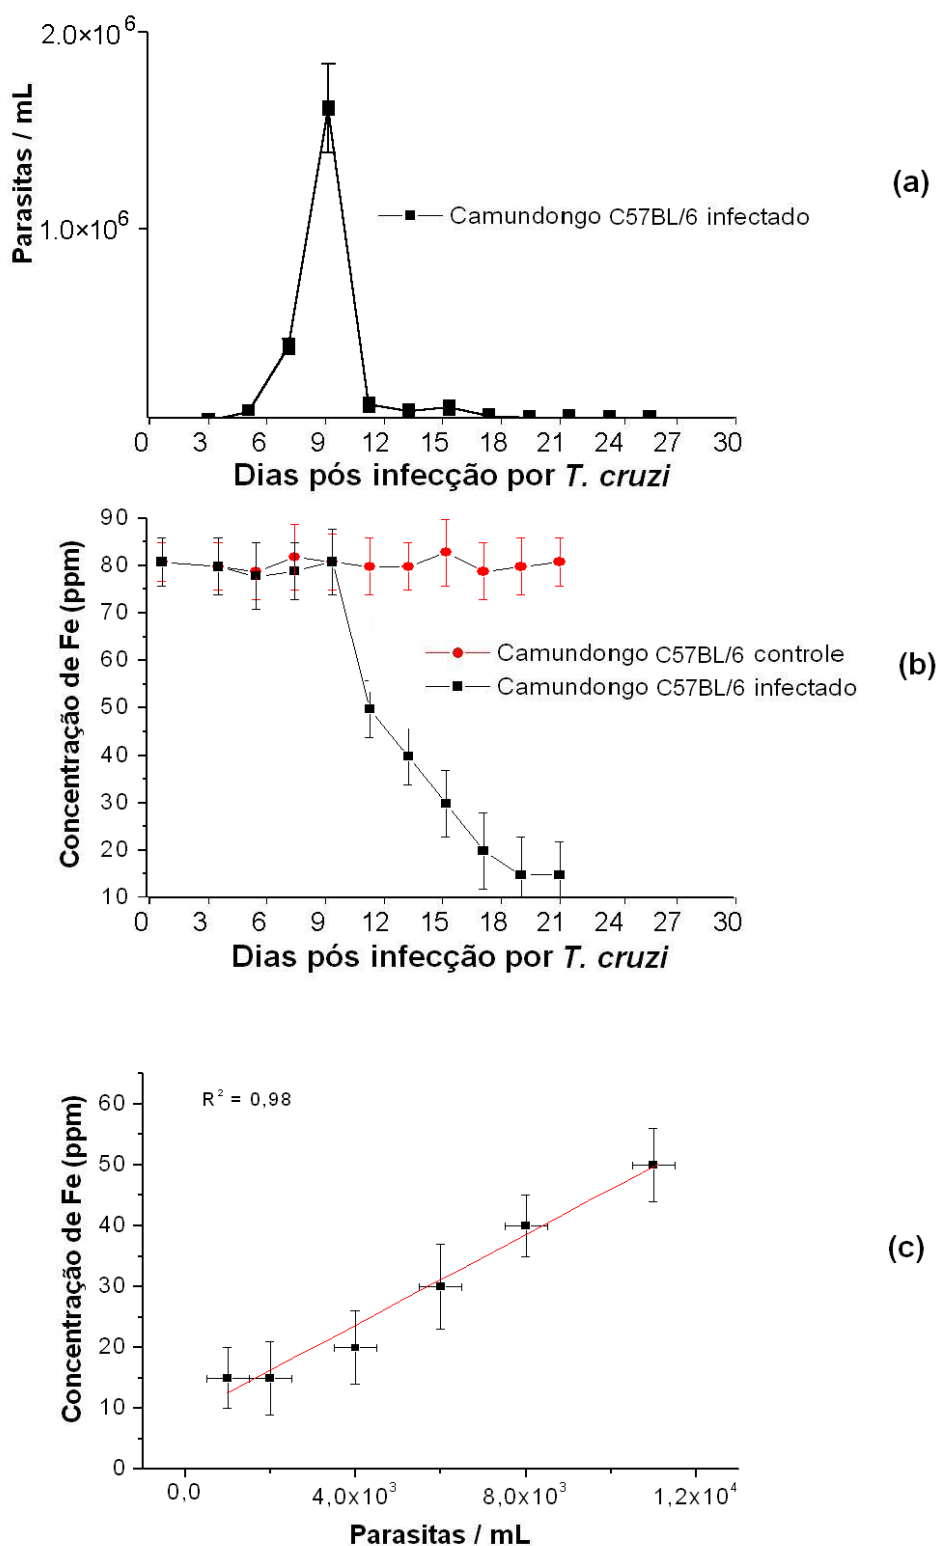 2.0×10⁶
1.0×10⁶
Parasitas / mL
Camundongo C57BL/6 infectado
(a)
0 3 6 9 12 15 18 21 24 27 30
Dias pós infecção por T. cruzi
90
80
70
60
50
40
30
20
10
Concentração de Fe (ppm)
Camundongo C57BL/6 controle
Camundongo C57BL/6 infectado
(b)
0 3 6 9 12 15 18 21 24 27 30
Dias pós infecção por T. cruzi
R² = 0,98
60
50
40
30
20
10
0
Concentração de Fe (ppm)
(c)
0,0 4,0x10³ 8,0x10³ 1,2x10⁴
Parasitas / mL